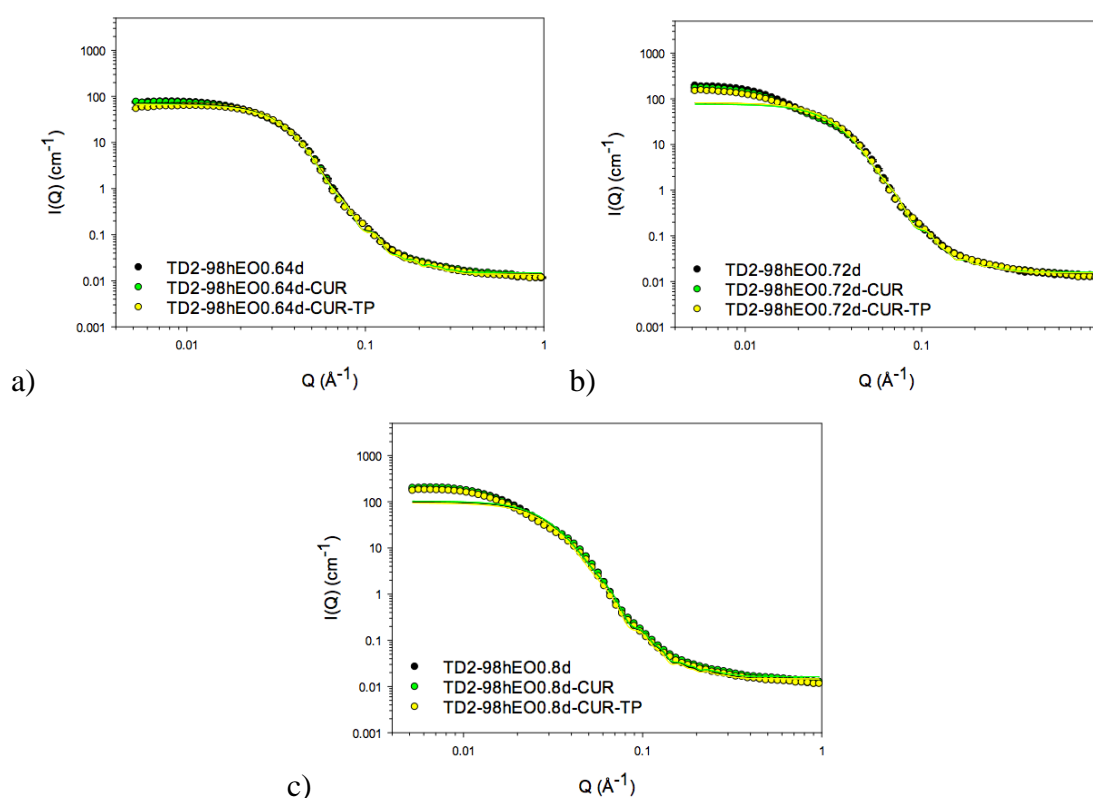 1000
100
10
1
0.1
0.01
0.001
I(Q) (cm⁻¹)
TD2-98hEO0.64d
TD2-98hEO0.64d-CUR
TD2-98hEO0.64d-CUR-TP
0.01 0.1 1
Q (Å⁻¹)
a)
1000
100
10
1
0.1
0.01
0.001
I(Q) (cm⁻¹)
TD2-98hEO0.72d
TD2-98hEO0.72d-CUR
TD2-98hEO0.72d-CUR-TP
0.01 0.1
Q (Å⁻¹)
b)
1000
100
10
1
0.1
0.01
0.001
I(Q) (cm⁻¹)
TD2-98hEO0.8d
TD2-98hEO0.8d-CUR
TD2-98hEO0.8d-CUR-TP
0.01 0.1 1
Q (Å⁻¹)
c)